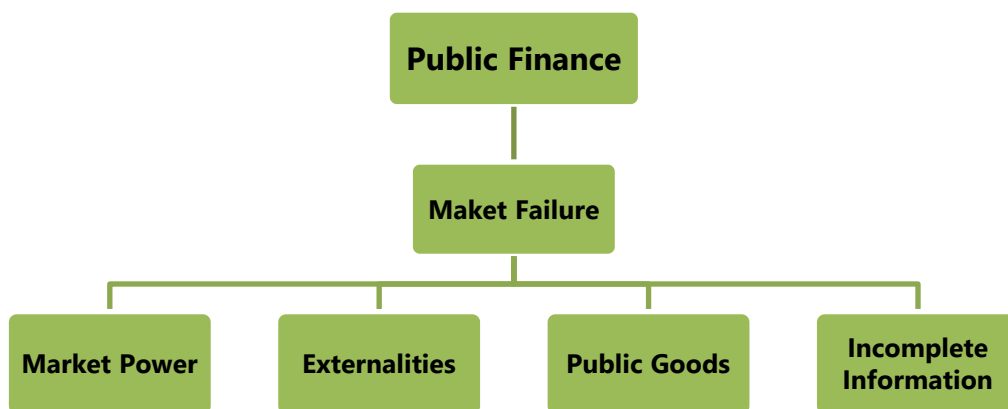 Public Finance
Maket Failure
Market Power
Externalities
Public Goods
Incomplete
Information